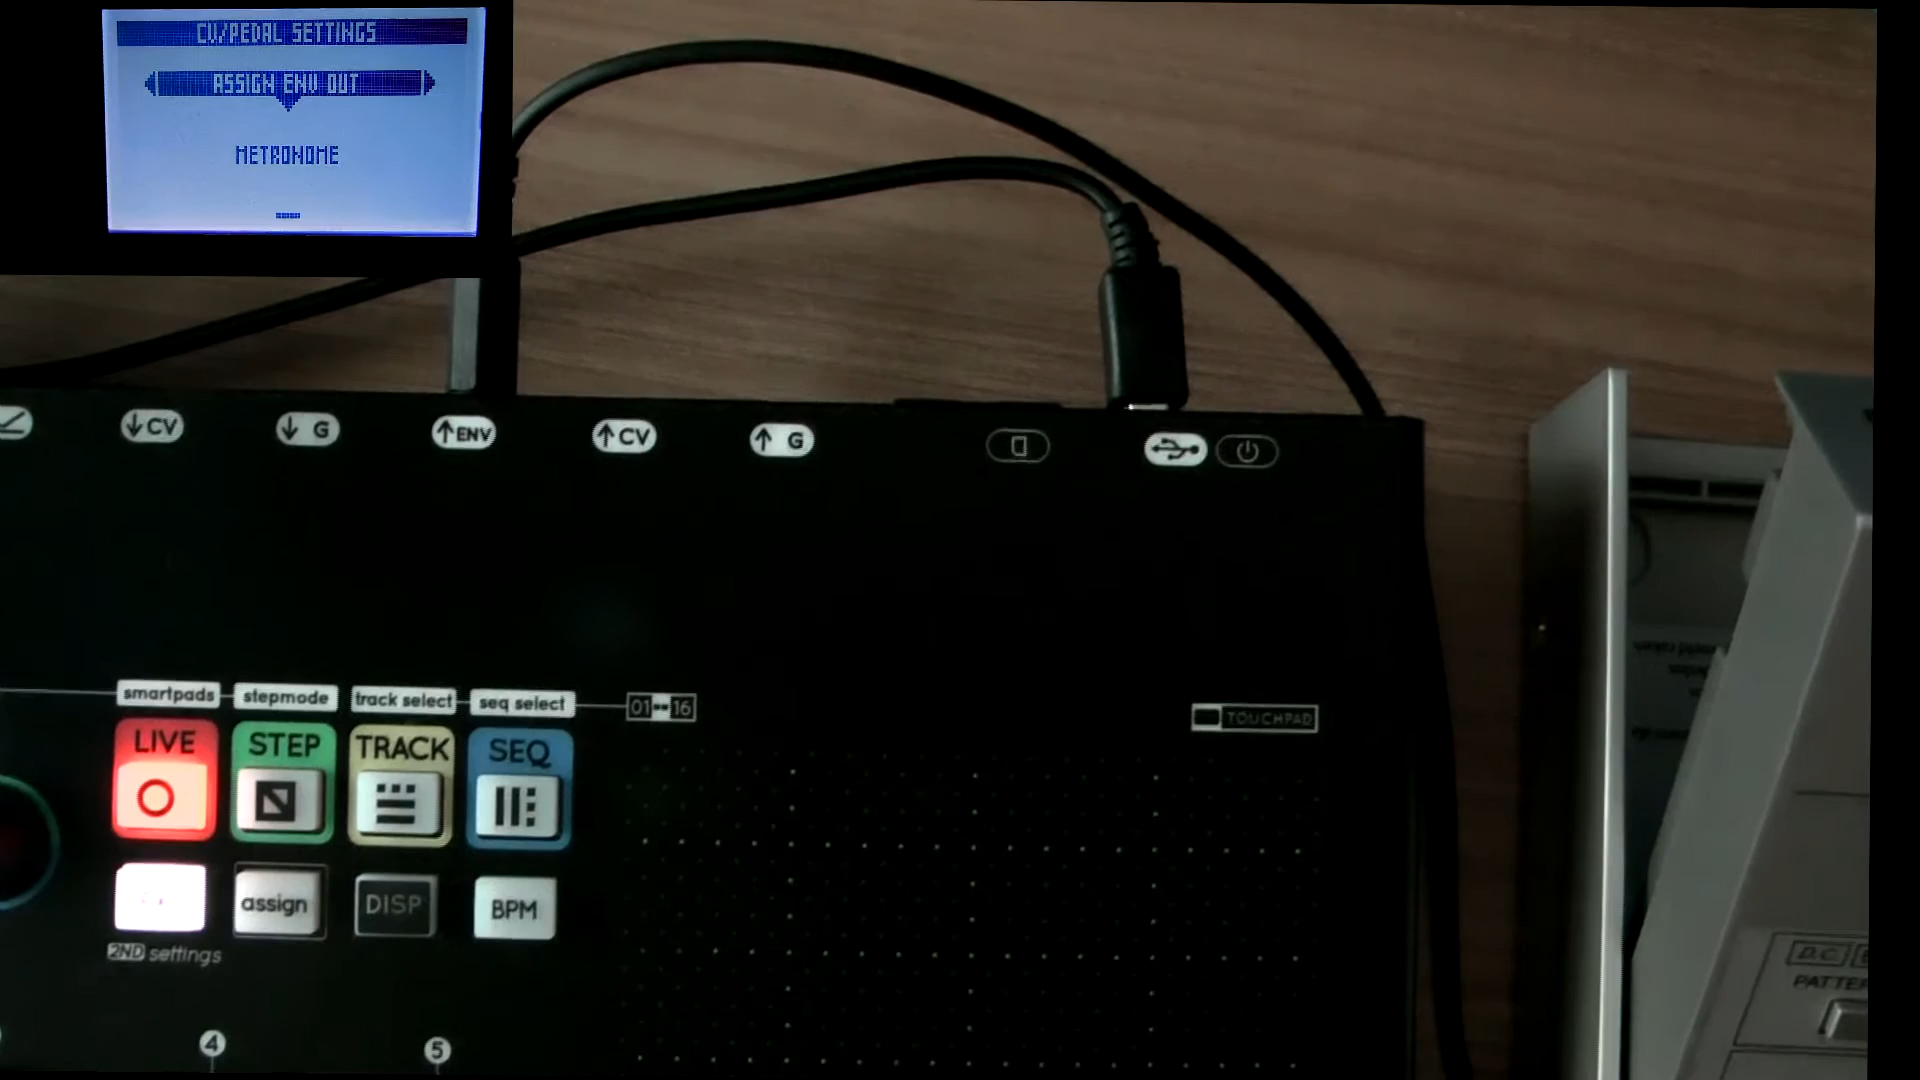 CV/PEDAL SETTINGS
ASSIGN ENV OUT
METRONOME
↓CV
↓ G
↑ENV
↑CV
↑ G
smartpads
stepmode
track select
seq select
01 16
TOUCHPAD
LIVE
STEP
TRACK
SEQ
assign
DISP
BPM
2ND settings
D.C.
PATTER
4
5